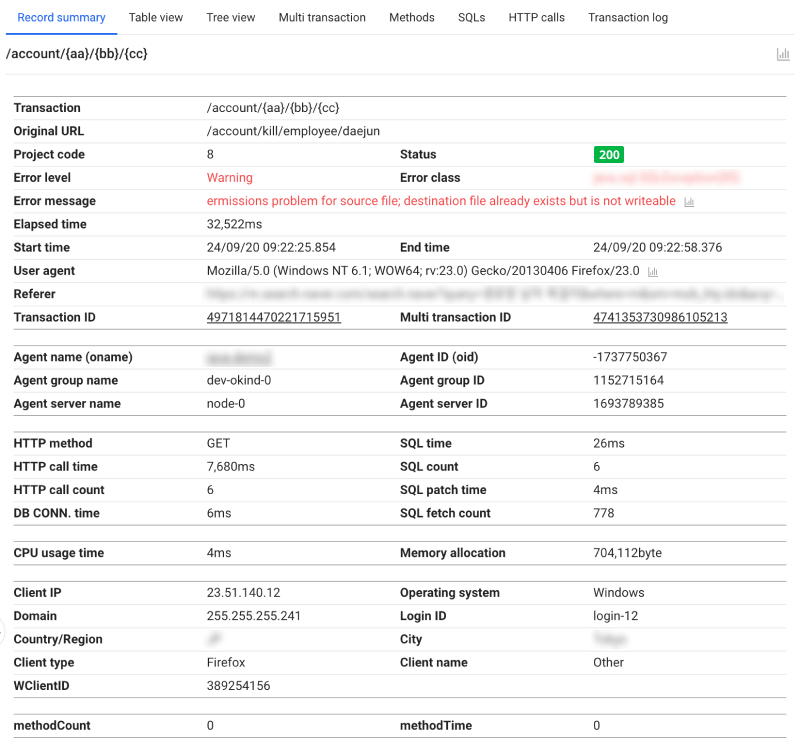 Record summary Table view Tree view Multi transaction Methods SQLs HTTP calls Transaction log
/account/{aa}/{bb}/{cc}
Transaction /account/{aa}/{bb}/{cc}
Original URL /account/kill/employee/daejun
Project code 8 Status 200
Error level Warning Error class
Error message ermissions problem for source file; destination file already exists but is not writeable
Elapsed time 32,522ms
Start time 24/09/20 09:22:25.854 End time 24/09/20 09:22:58.376
User agent Mozilla/5.0 (Windows NT 6.1; WOW64; rv:23.0) Gecko/20130406 Firefox/23.0
Referer
Transaction ID 4971814470221715951 Multi transaction ID 4741353730986105213
Agent name (oname) Agent ID (oid) -1737750367
Agent group name dev-okind-0 Agent group ID 1152715164
Agent server name node-0 Agent server ID 1693789385
HTTP method GET SQL time 26ms
HTTP call time 7,680ms SQL count 6
HTTP call count 6 SQL patch time 4ms
DB CONN. time 6ms SQL fetch count 778
CPU usage time 4ms Memory allocation 704,112byte
Client IP 23.51.140.12 Operating system Windows
Domain 255.255.255.241 Login ID login-12
Country/Region City
Client type Firefox Client name Other
WClientID 389254156
methodCount 0 methodTime 0